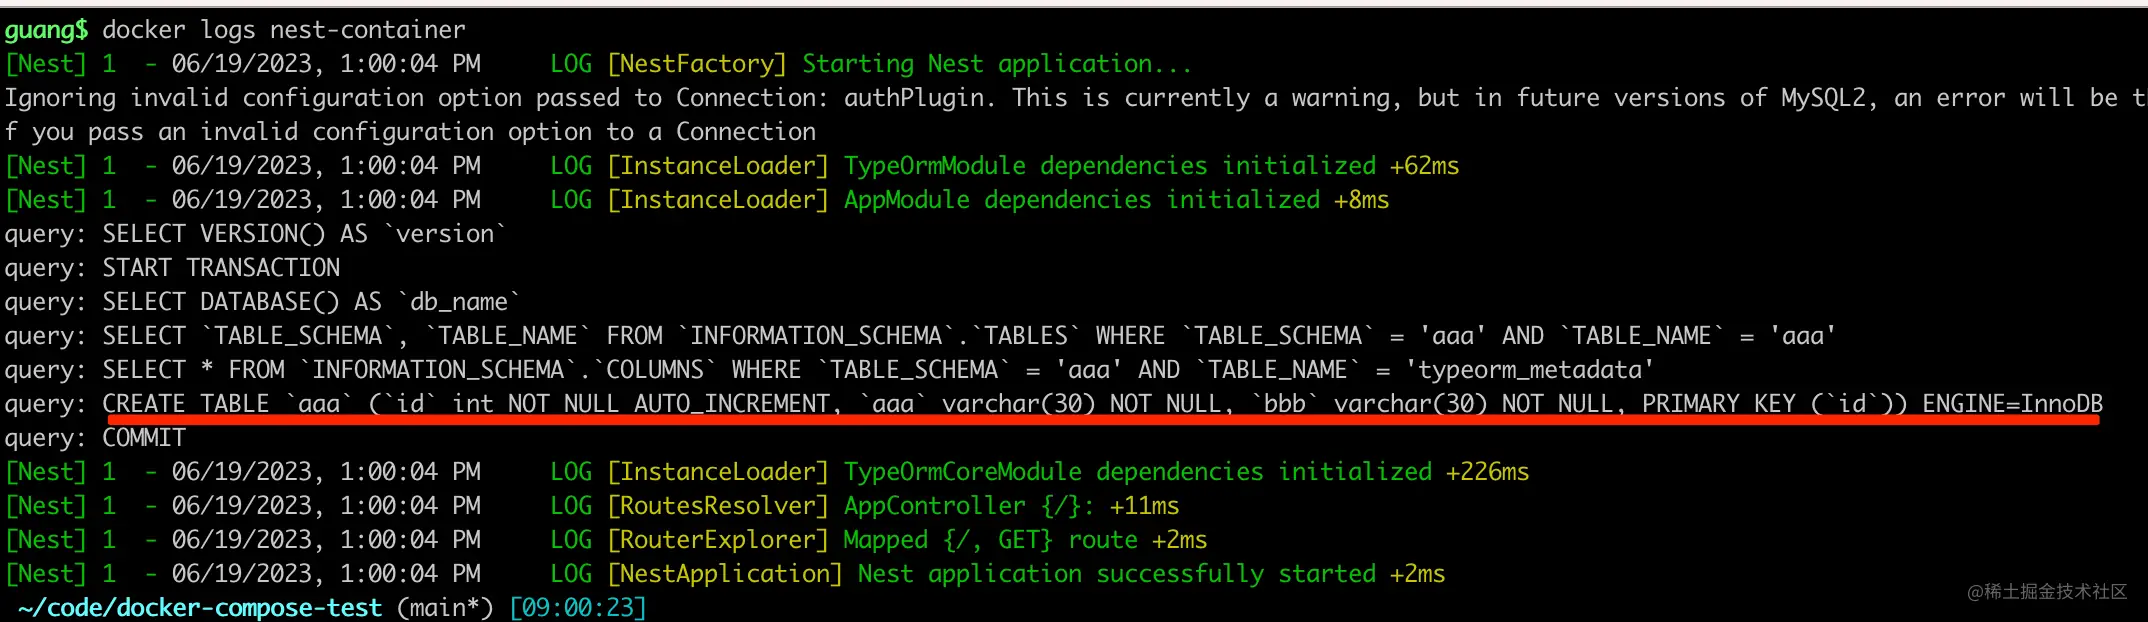 guang$ docker logs nest-container
[Nest] 1  - 06/19/2023, 1:00:04 PM     LOG [NestFactory] Starting Nest application...
Ignoring invalid configuration option passed to Connection: authPlugin. This is currently a warning, but in future versions of MySQL2, an error will be
f you pass an invalid configuration option to a Connection
[Nest] 1  - 06/19/2023, 1:00:04 PM     LOG [InstanceLoader] TypeOrmModule dependencies initialized +62ms
[Nest] 1  - 06/19/2023, 1:00:04 PM     LOG [InstanceLoader] AppModule dependencies initialized +8ms
query: SELECT VERSION() AS `version`
query: START TRANSACTION
query: SELECT DATABASE() AS `db_name`
query: SELECT `TABLE_SCHEMA`, `TABLE_NAME` FROM `INFORMATION_SCHEMA`.`TABLES` WHERE `TABLE_SCHEMA` = 'aaa' AND `TABLE_NAME` = 'aaa'
query: SELECT * FROM `INFORMATION_SCHEMA`.`COLUMNS` WHERE `TABLE_SCHEMA` = 'aaa' AND `TABLE_NAME` = 'typeorm_metadata'
query: CREATE TABLE `aaa` (`id` int NOT NULL AUTO_INCREMENT, `aaa` varchar(30) NOT NULL, `bbb` varchar(30) NOT NULL, PRIMARY KEY (`id`)) ENGINE=InnoDB
query: COMMIT
[Nest] 1  - 06/19/2023, 1:00:04 PM     LOG [InstanceLoader] TypeOrmCoreModule dependencies initialized +226ms
[Nest] 1  - 06/19/2023, 1:00:04 PM     LOG [RoutesResolver] AppController {/}: +11ms
[Nest] 1  - 06/19/2023, 1:00:04 PM     LOG [RouterExplorer] Mapped {/, GET} route +2ms
[Nest] 1  - 06/19/2023, 1:00:04 PM     LOG [NestApplication] Nest application successfully started +2ms
~/code/docker-compose-test (main*) [09:00:23]
@稀土掘金技术社区